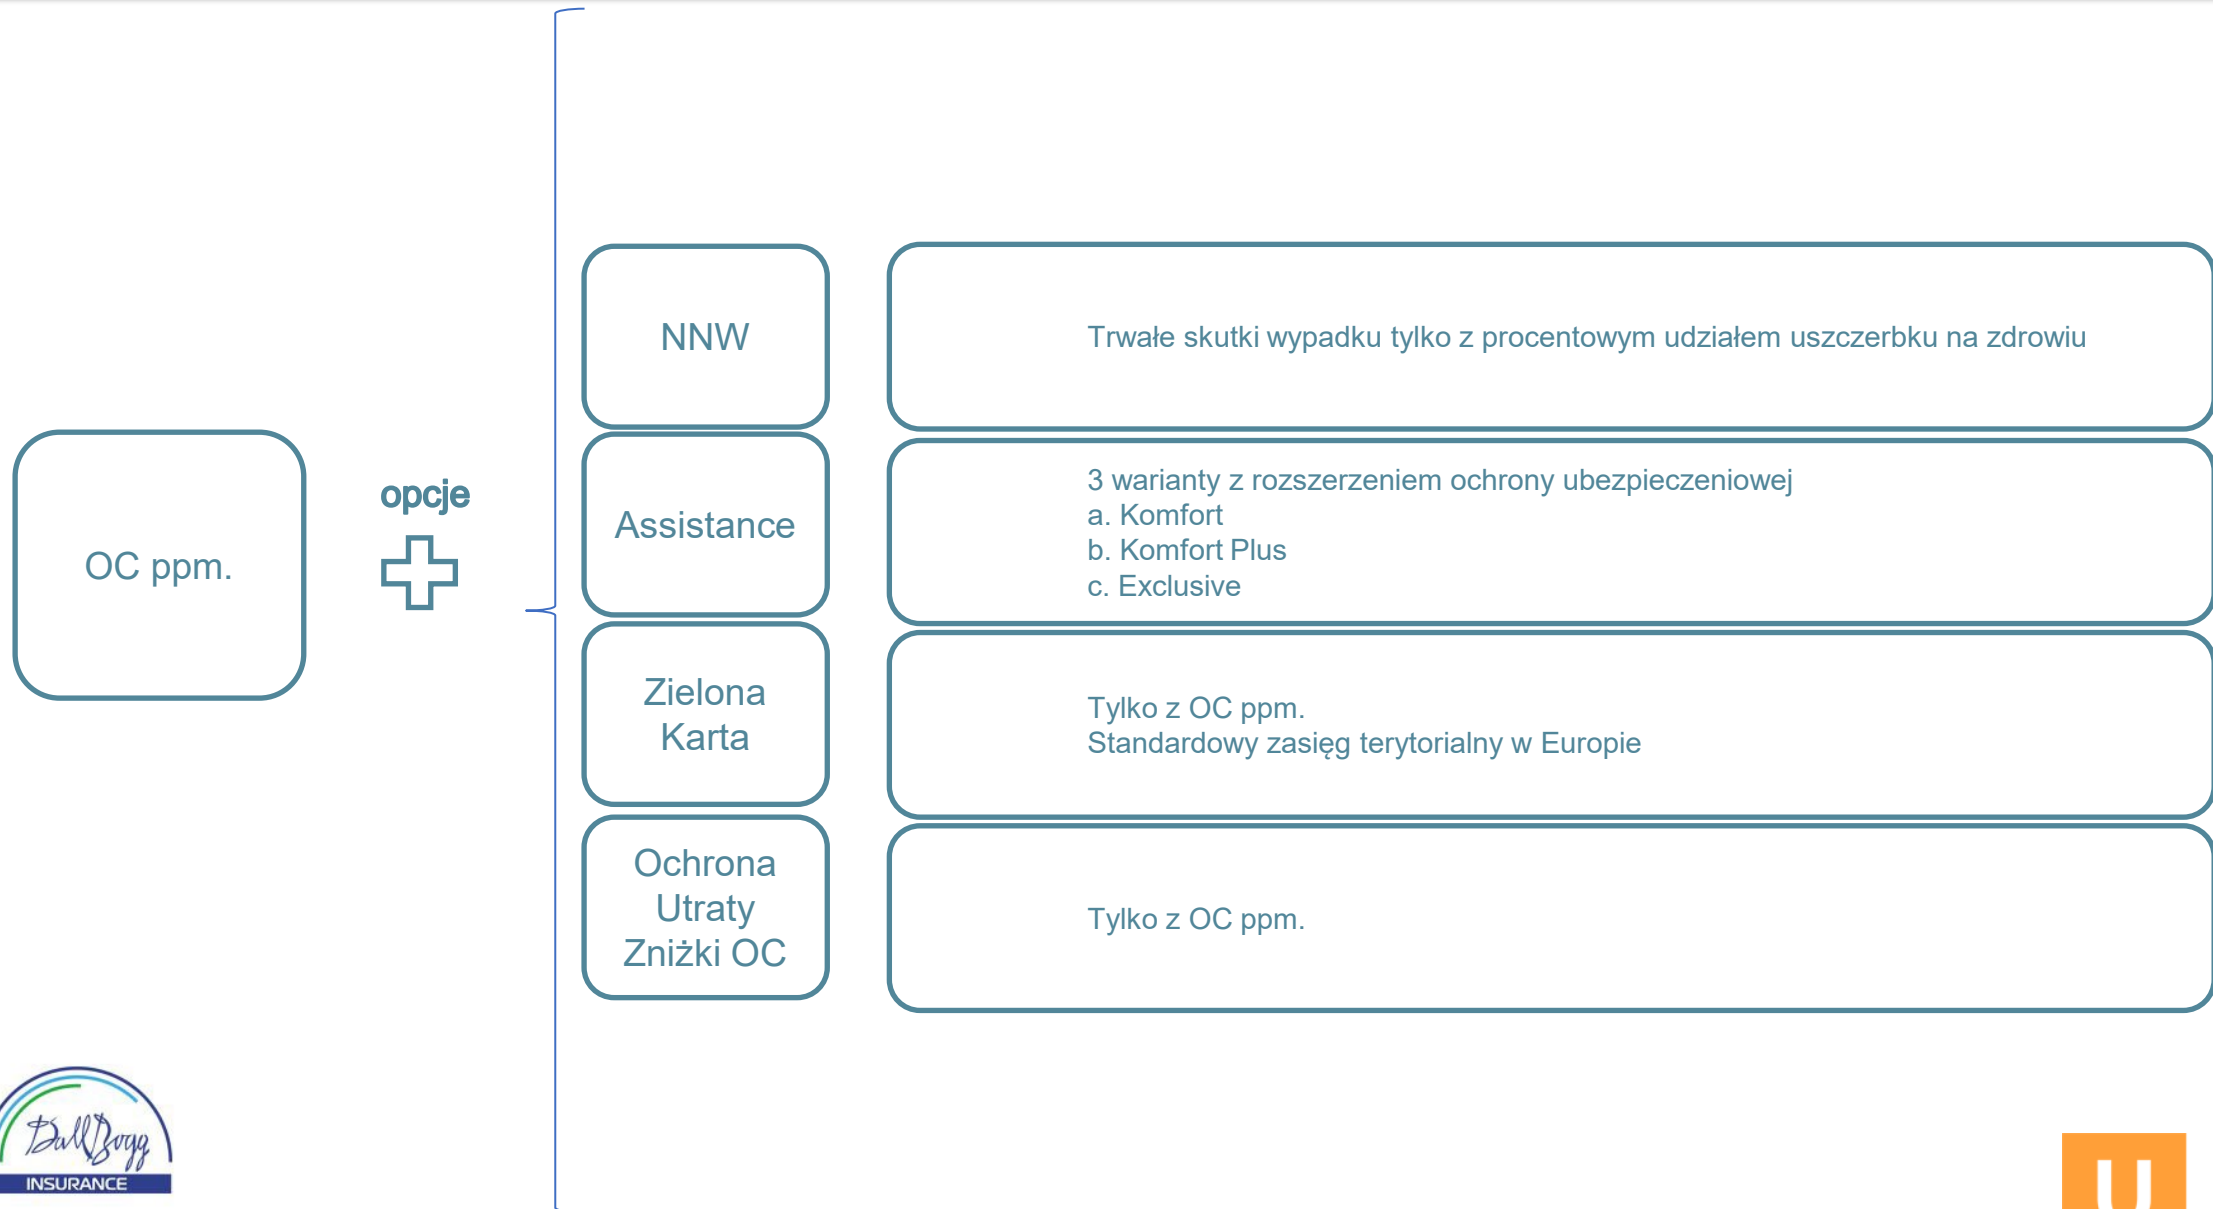 OC ppm.
opcje
NNW
Trwałe skutki wypadku tylko z procentowym udziałem uszczerbku na zdrowiu
Assistance
3 warianty z rozszerzeniem ochrony ubezpieczeniowej
a. Komfort
b. Komfort Plus
c. Exclusive
Zielona
Karta
Tylko z OC ppm.
Standardowy zasięg terytorialny w Europie
Ochrona
Utraty
Zniżki OC
Tylko z OC ppm.
INSURANCE